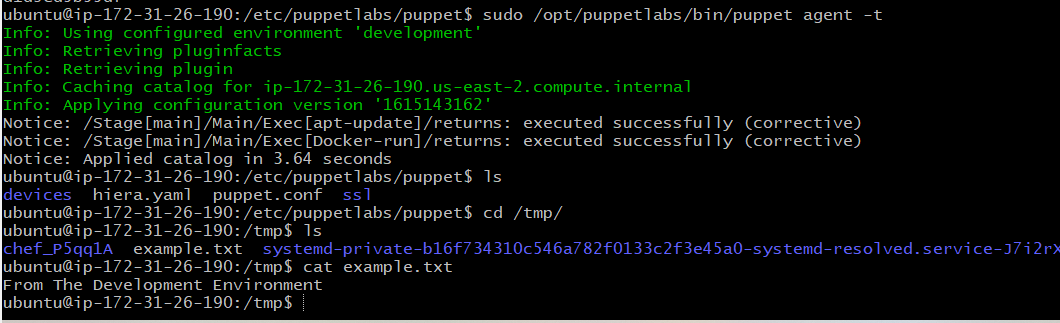 ubuntu@ip-172-31-26-190:/etc/puppetlabs/puppet$ sudo /opt/puppetlabs/bin/puppet agent -t
Info: Using configured environment 'development'
Info: Retrieving pluginfacts
Info: Retrieving plugin
Info: Caching catalog for ip-172-31-26-190.us-east-2.compute.internal
Info: Applying configuration version '1615143162'
Notice: /Stage[main]/Main/Exec[apt-update]/returns: executed successfully (corrective)
Notice: /Stage[main]/Main/Exec[Docker-run]/returns: executed successfully (corrective)
Notice: Applied catalog in 3.64 seconds
ubuntu@ip-172-31-26-190:/etc/puppetlabs/puppet$ ls
devices hiera.yaml puppet.conf ssl
ubuntu@ip-172-31-26-190:/etc/puppetlabs/puppet$ cd /tmp/
ubuntu@ip-172-31-26-190:/tmp$ ls
chef_P5qq1A example.txt systemd-private-b16f734310c546a782f0133c2f3e45a0-systemd-resolved.service-J7i2rX
ubuntu@ip-172-31-26-190:/tmp$ cat example.txt
From The Development Environment
ubuntu@ip-172-31-26-190:/tmp$